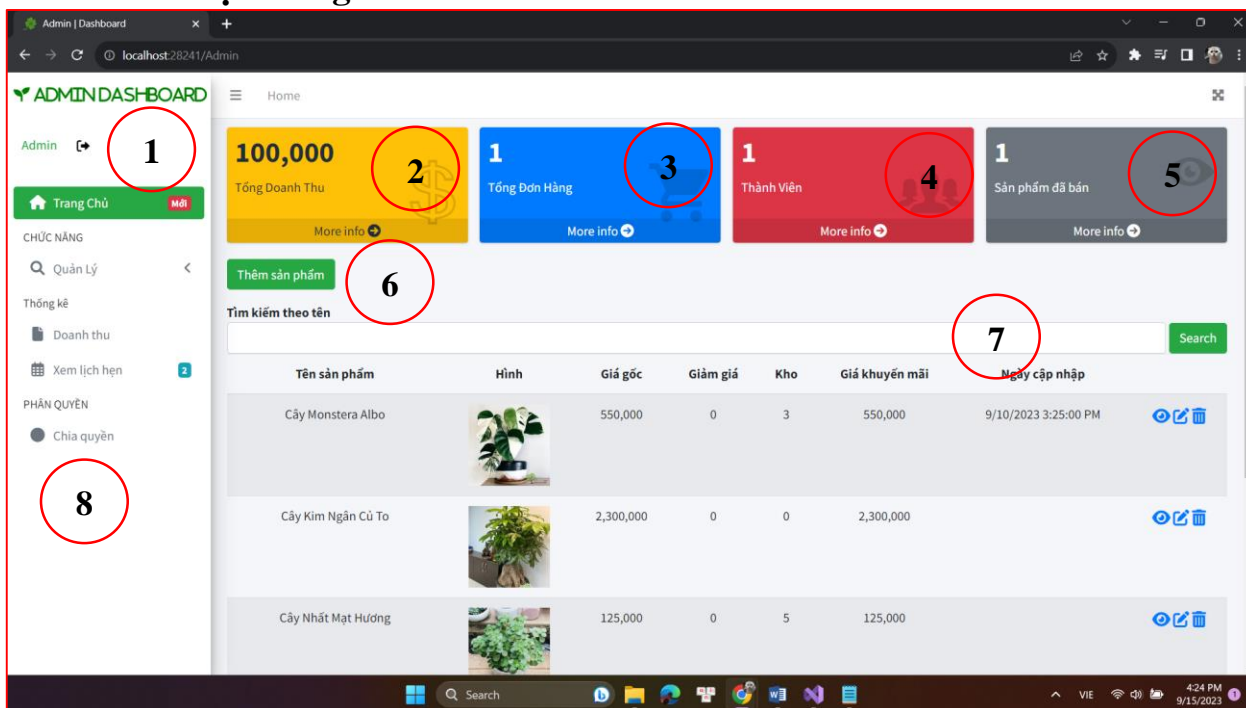 Admin | Dashboard
localhost:28241/Admin
ADMIN DASHBOARD
Home
Admin
1
Trang Chủ Mới
CHỨC NĂNG
Quản Lý
Thống kê
Doanh thu
Xem lịch hẹn 2
PHÂN QUYỀN
Chia quyền
8
100,000
Tổng Doanh Thu
2
More info
1
Tổng Đơn Hàng
3
More info
1
Thành Viên
4
More info
1
Sản phẩm đã bán
5
More info
Thêm sản phẩm
6
Tìm kiếm theo tên
7
Search
Tên sản phẩm Hình Giá gốc Giảm giá Kho Giá khuyến mãi Ngày cập nhập
Cây Monstera Albo 550,000 0 3 550,000 9/10/2023 3:25:00 PM
Cây Kim Ngân Củ To 2,300,000 0 0 2,300,000
Cây Nhất Mạt Hương 125,000 0 5 125,000
Search
VIE
4:24 PM
9/15/2023
1